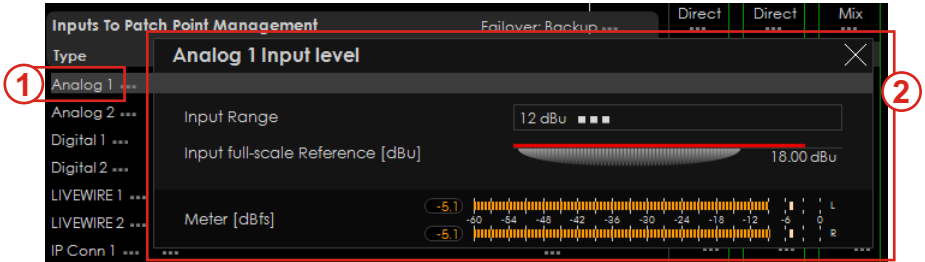 Direct Direct Mix
Inputs To Patch Point Management Failover: Backup
Type
Analog 1 Input level
1
Analog 1
2
Analog 2
Input Range 12 dBu
Digital 1
Input full-scale Reference [dBu] 18.00 dBu
Digital 2
LIVEWIRE 1
-5.1 L
LIVEWIRE 2
Meter [dBfs] -60 -54 -48 -42 -36 -30 -24 -18 -12 -6 0
-5.1 R
IP Conn 1